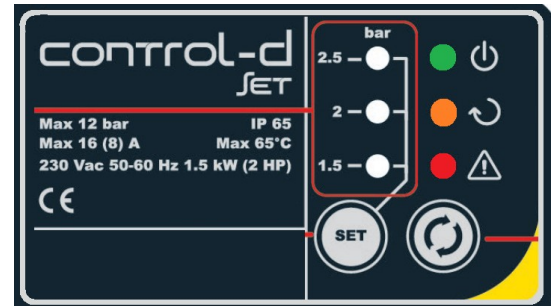 control-d
SET
Max 12 bar IP 65
Max 16 (8) A Max 65°C
230 Vac 50-60 Hz 1.5 kW (2 HP)
CE
bar
2.5
2
1.5
SET